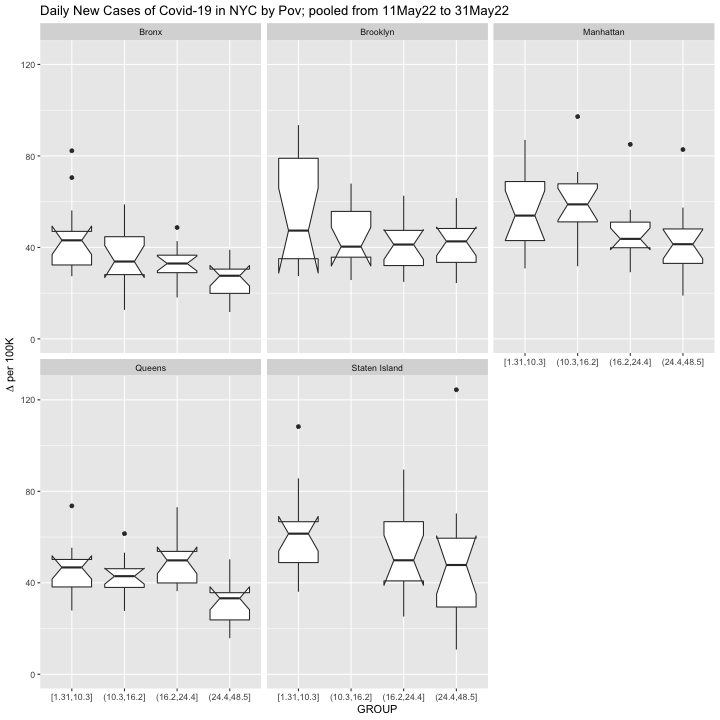 Daily New Cases of Covid-19 in NYC by Pov; pooled from 11May22 to 31May22
Bronx
Brooklyn
Manhattan
120
80
40
0
[1.31,10.3] (10.3,16.2] (16.2,24.4] (24.4,48.5]
Δ per 100K
Queens
Staten Island
120
80
40
0
[1.31,10.3] (10.3,16.2] (16.2,24.4] (24.4,48.5]
[1.31,10.3] (10.3,16.2] (16.2,24.4] (24.4,48.5]
GROUP